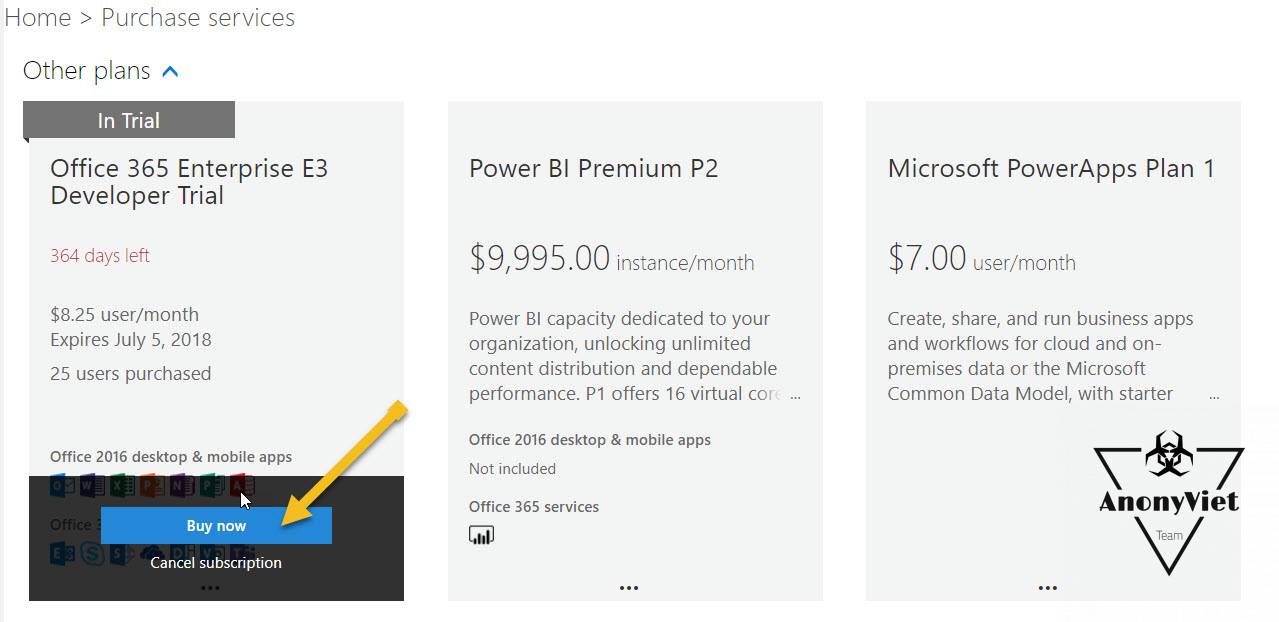 Home > Purchase services
Other plans
In Trial
Office 365 Enterprise E3
Developer Trial
364 days left
$8.25 user/month
Expires July 5, 2018
25 users purchased
Office 2016 desktop & mobile apps
Buy now
Cancel subscription
...
Power BI Premium P2
$9,995.00 instance/month
Power BI capacity dedicated to your
organization, unlocking unlimited
content distribution and dependable
performance. P1 offers 16 virtual core ...
Office 2016 desktop & mobile apps
Not included
Office 365 services
...
Microsoft PowerApps Plan 1
$7.00 user/month
Create, share, and run business apps
and workflows for cloud and on-
premises data or the Microsoft
Common Data Model, with starter ...
...
AnonyViet
Team